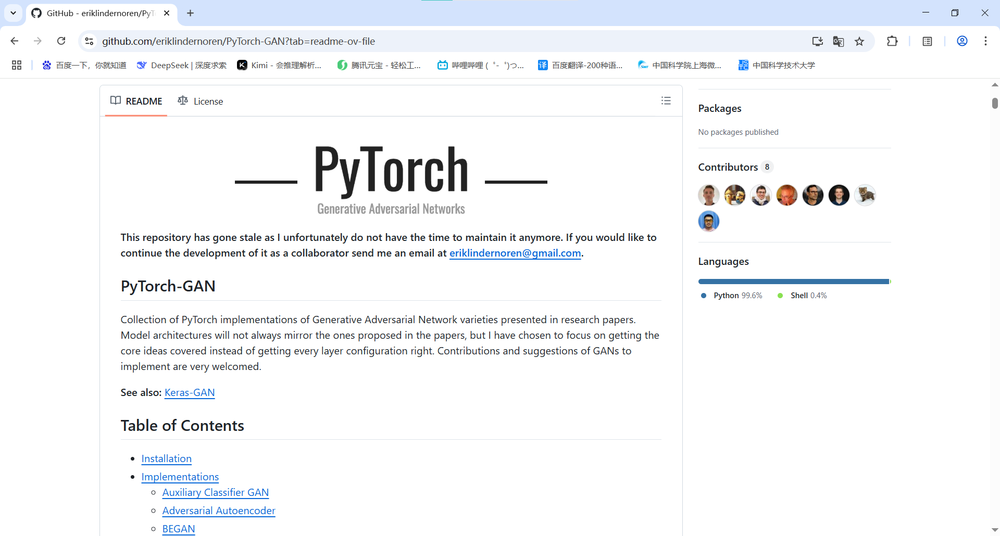 GitHub - eriklindernoren/PyT
github.com/eriklindernoren/PyTorch-GAN?tab=readme-ov-file
百度一下，你就知道
DeepSeek | 深度求索
Kimi - 会推理解析...
腾讯元宝 - 轻松工...
哔哩哔哩 (゜-゜)つ...
译
百度翻译-200种语...
中国科学院上海微...
中国科学技术大学
README
License
PyTorch
Generative Adversarial Networks
This repository has gone stale as I unfortunately do not have the time to maintain it anymore. If you would like to
continue the development of it as a collaborator send me an email at eriklindernoren@gmail.com.
PyTorch-GAN
Collection of PyTorch implementations of Generative Adversarial Network varieties presented in research papers.
Model architectures will not always mirror the ones proposed in the papers, but I have chosen to focus on getting the
core ideas covered instead of getting every layer configuration right. Contributions and suggestions of GANs to
implement are very welcomed.
See also: Keras-GAN
Table of Contents
Installation
Implementations
Auxiliary Classifier GAN
Adversarial Autoencoder
BEGAN
Packages
No packages published
Contributors 8
Languages
Python 99.6%
Shell 0.4%